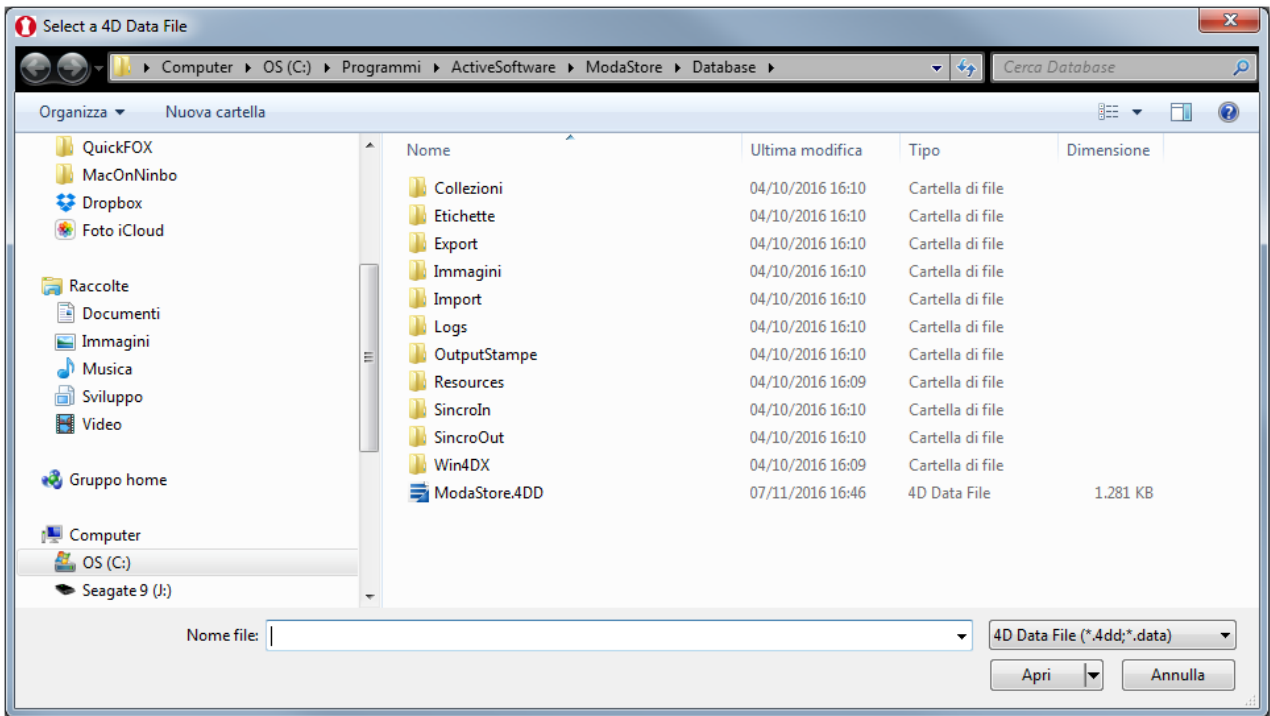 Select a 4D Data File
Computer OS (C:) Programmi ActiveSoftware ModaStore Database
Cerca Database
Organizza Nuova cartella
QuickFOX
MacOnNinbo
Dropbox
Foto iCloud
Raccolte
Documenti
Immagini
Musica
Sviluppo
Video
Gruppo home
Computer
OS (C:)
Seagate 9 (J:)
Nome Ultima modifica Tipo Dimensione
Collezioni 04/10/2016 16:10 Cartella di file
Etichette 04/10/2016 16:10 Cartella di file
Export 04/10/2016 16:10 Cartella di file
Immagini 04/10/2016 16:10 Cartella di file
Import 04/10/2016 16:10 Cartella di file
Logs 04/10/2016 16:10 Cartella di file
OutputStampe 04/10/2016 16:10 Cartella di file
Resources 04/10/2016 16:09 Cartella di file
SincroIn 04/10/2016 16:10 Cartella di file
SincroOut 04/10/2016 16:10 Cartella di file
Win4DX 04/10/2016 16:09 Cartella di file
ModaStore.4DD 07/11/2016 16:46 4D Data File 1.281 KB
Nome file: 4D Data File (*.4dd;*.data)
Apri Annulla